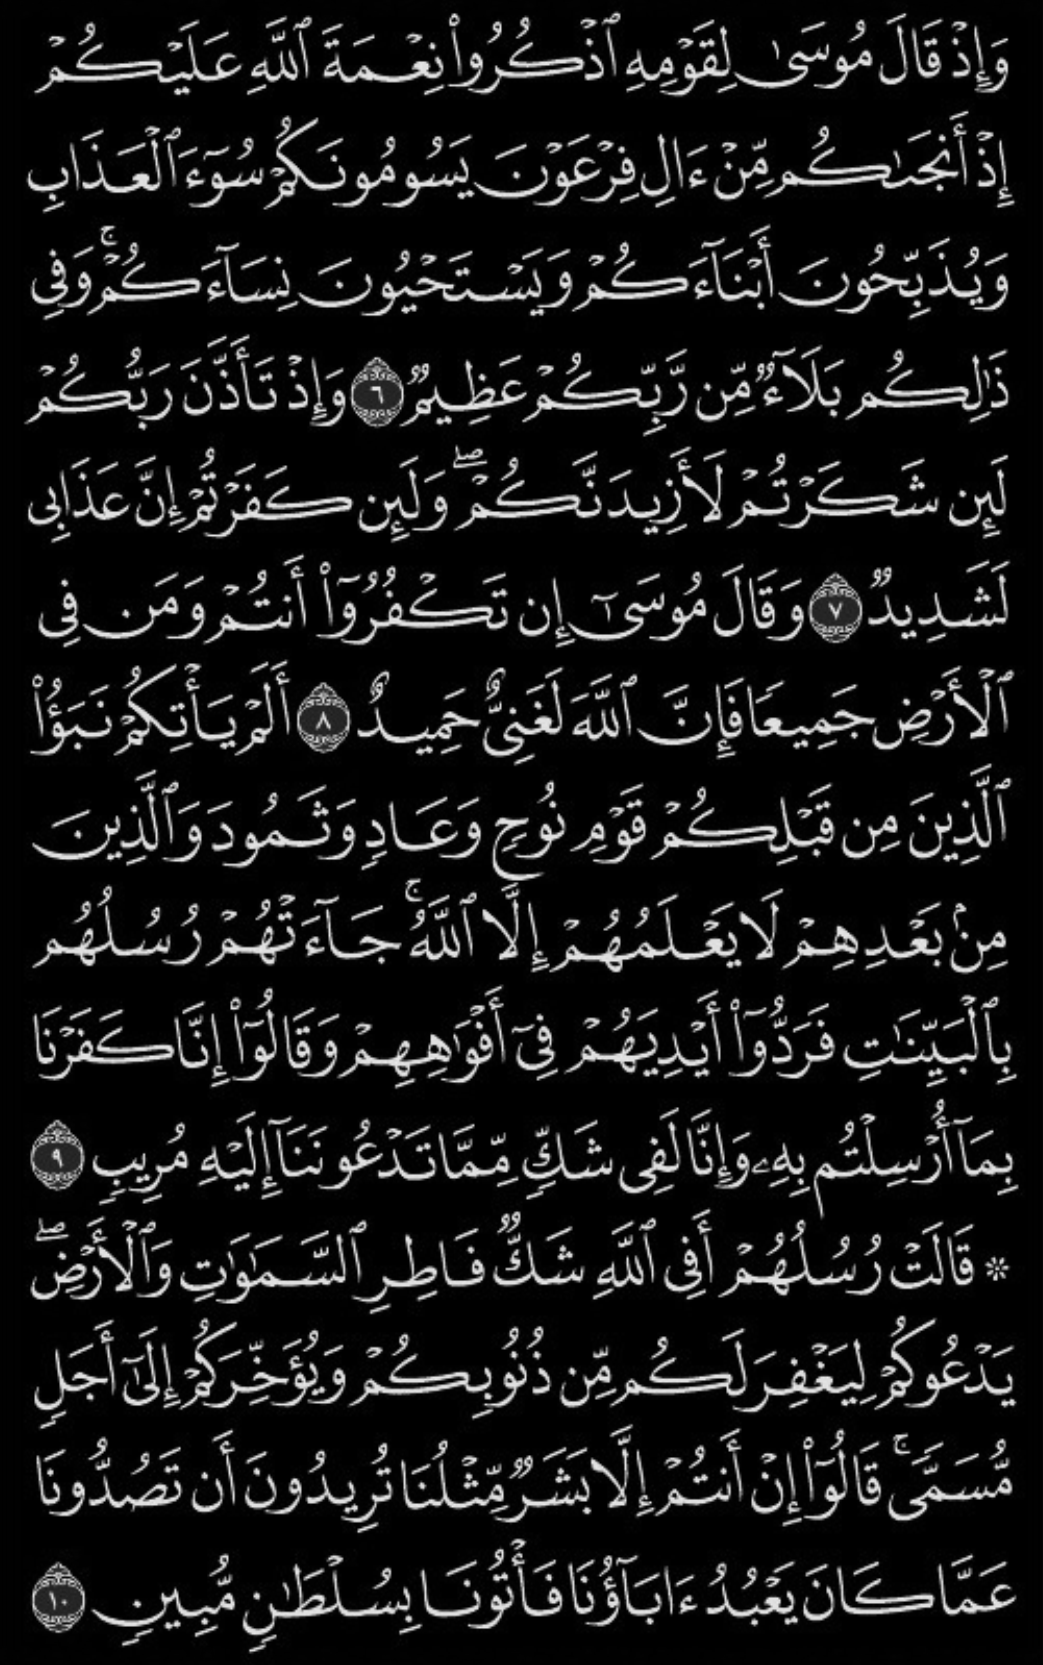 وَإِذْ قَالَ مُوسَىٰ لِقَوْمِهِ ٱذْكُرُوا۟ نِعْمَةَ ٱللَّهِ عَلَيْكُمْ
إِذْ أَنجَىٰكُم مِّنْ ءَالِ فِرْعَوْنَ يَسُومُونَكُمْ سُوٓءَ ٱلْعَذَابِ
وَيُذَبِّحُونَ أَبْنَآءَكُمْ وَيَسْتَحْيُونَ نِسَآءَكُمْ ۚ وَفِى
ذَٰلِكُم بَلَآءٌ مِّن رَّبِّكُمْ عَظِيمٌ ٦ وَإِذْ تَأَذَّنَ رَبُّكُمْ
لَئِن شَكَرْتُمْ لَأَزِيدَنَّكُمْ ۖ وَلَئِن كَفَرْتُمْ إِنَّ عَذَابِى
لَشَدِيدٌ ٧ وَقَالَ مُوسَىٰٓ إِن تَكْفُرُوٓا۟ أَنتُمْ وَمَن فِى
ٱلْأَرْضِ جَمِيعًا فَإِنَّ ٱللَّهَ لَغَنِىٌّ حَمِيدٌ ٨ أَلَمْ يَأْتِكُمْ نَبَؤُا۟
ٱلَّذِينَ مِن قَبْلِكُمْ قَوْمِ نُوحٍ وَعَادٍ وَثَمُودَ وَٱلَّذِينَ
مِنۢ بَعْدِهِمْ لَا يَعْلَمُهُمْ إِلَّا ٱللَّهُ ۚ جَآءَتْهُمْ رُسُلُهُم
بِٱلْبَيِّنَٰتِ فَرَدُّوٓا۟ أَيْدِيَهُمْ فِىٓ أَفْوَٰهِهِمْ وَقَالُوٓا۟ إِنَّا كَفَرْنَا
بِمَآ أُرْسِلْتُم بِهِۦ وَإِنَّا لَفِى شَكٍّ مِّمَّا تَدْعُونَنَآ إِلَيْهِ مُرِيبٍ ٩
۞ قَالَتْ رُسُلُهُمْ أَفِى ٱللَّهِ شَكٌّ فَاطِرِ ٱلسَّمَٰوَٰتِ وَٱلْأَرْضِ ۖ
يَدْعُوكُمْ لِيَغْفِرَ لَكُم مِّن ذُنُوبِكُمْ وَيُؤَخِّرَكُمْ إِلَىٰٓ أَجَلٍ
مُّسَمًّى ۚ قَالُوٓا۟ إِنْ أَنتُمْ إِلَّا بَشَرٌ مِّثْلُنَا تُرِيدُونَ أَن تَصُدُّونَا
عَمَّا كَانَ يَعْبُدُ ءَابَآؤُنَا فَأْتُونَا بِسُلْطَٰنٍ مُّبِينٍ ١٠